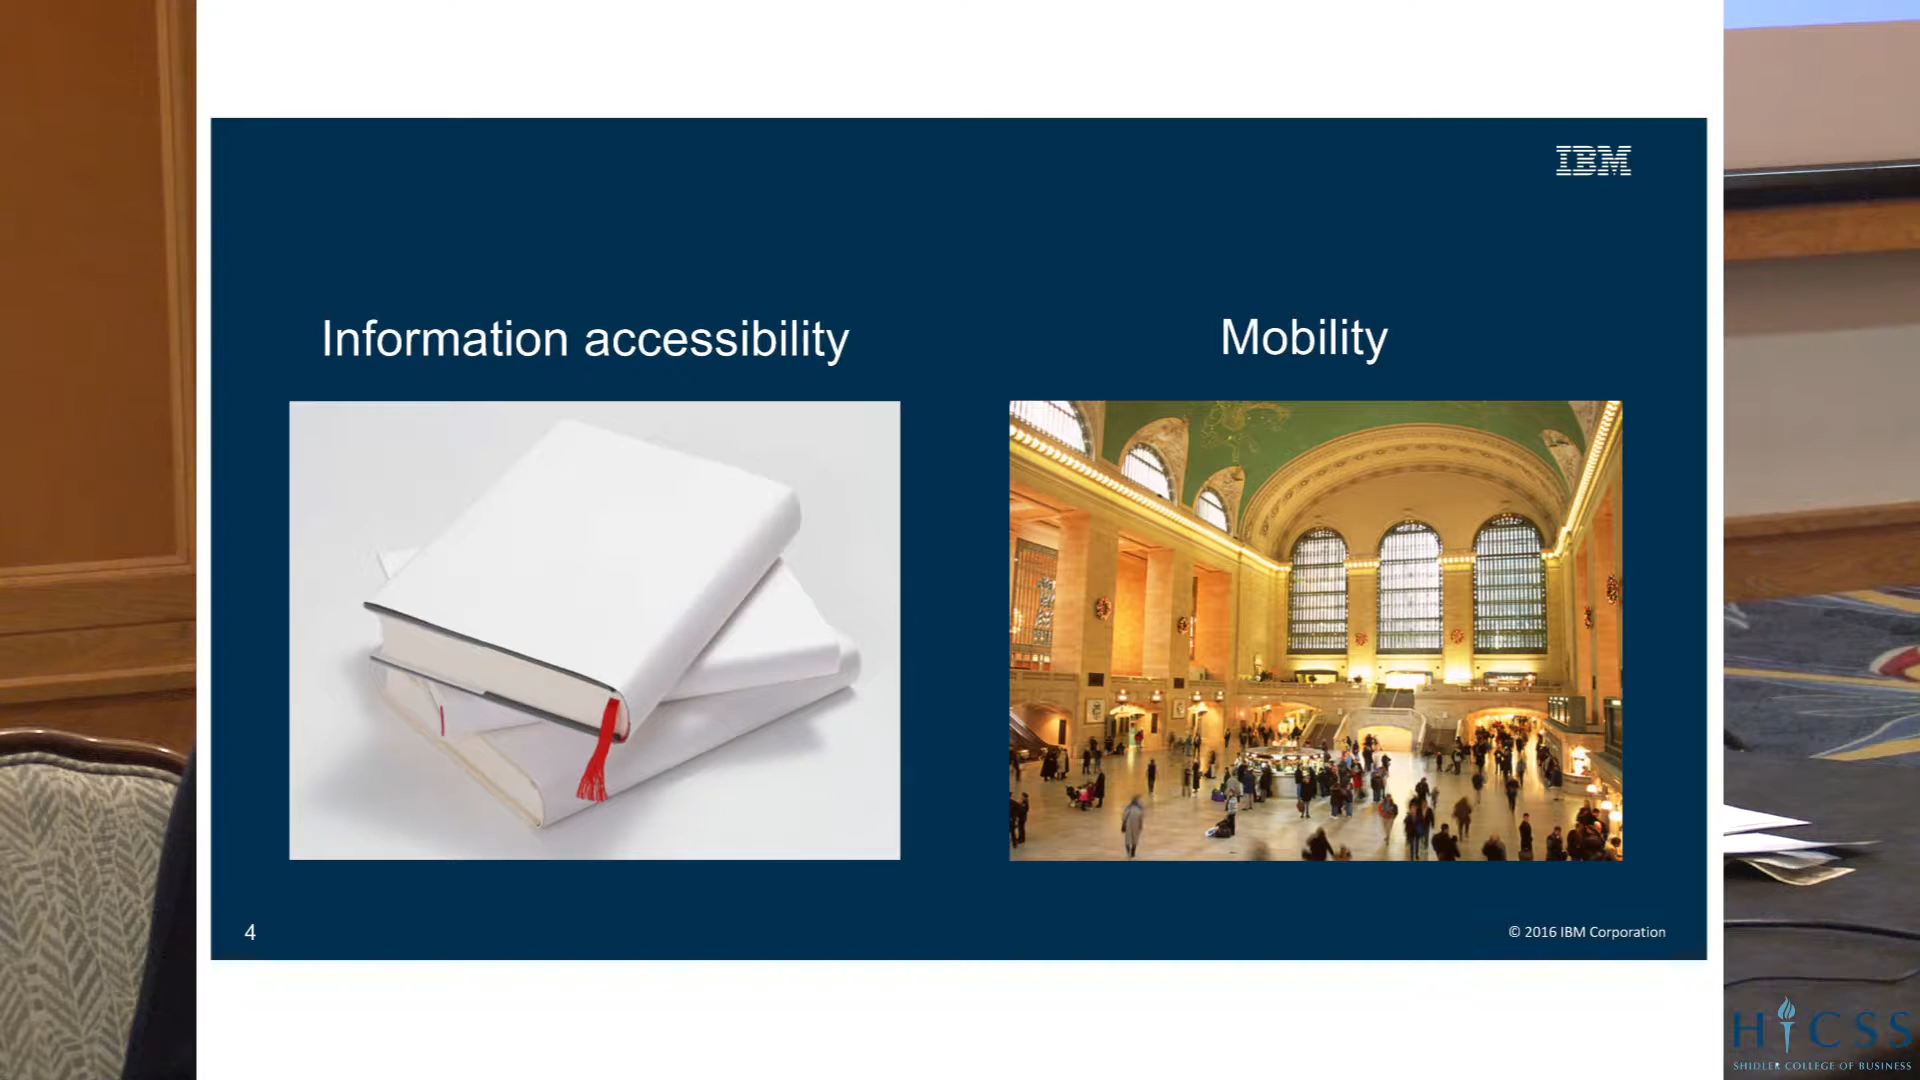 IBM
Information accessibility
Mobility
4
© 2016 IBM Corporation
HICSS
SHIDLER COLLEGE OF BUSINESS